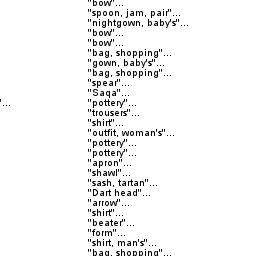 "bow"...
"spoon, jam, pair"...
"nightgown, baby's"...
"bow"...
"bow"...
"bag, shopping"...
"gown, baby's"...
"bag, shopping"...
"spear"...
"Saqa"...
"...
"pottery"...
"trousers"...
"shirt"...
"outfit, woman's"...
"pottery"...
"pottery"...
"apron"...
"shawl"...
"sash, tartan"...
"Dart head"...
"arrow"...
"shirt"...
"beater"...
"form"...
"shirt, man's"...
"bag, shopping"...